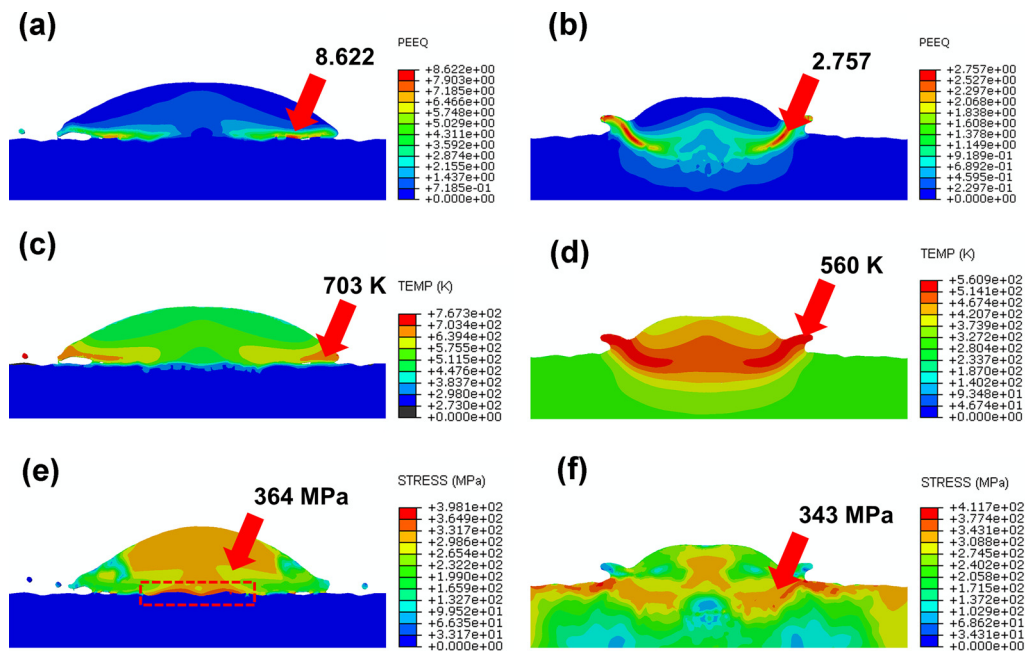 (a)
8.622
PEEQ
+8.622e+00
+7.903e+00
+7.185e+00
+6.466e+00
+5.748e+00
+5.029e+00
+4.311e+00
+3.592e+00
+2.874e+00
+2.155e+00
+1.437e+00
+7.185e-01
+0.000e+00
(b)
2.757
PEEQ
+2.757e+00
+2.527e+00
+2.297e+00
+2.068e+00
+1.838e+00
+1.608e+00
+1.378e+00
+1.149e+00
+9.189e-01
+6.892e-01
+4.595e-01
+2.297e-01
+0.000e+00
(c)
703 K
TEMP (K)
+7.673e+02
+7.034e+02
+6.394e+02
+5.755e+02
+5.115e+02
+4.476e+02
+3.837e+02
+2.980e+02
+2.730e+02
+0.000e+00
(d)
560 K
TEMP (K)
+5.609e+02
+5.141e+02
+4.674e+02
+4.207e+02
+3.739e+02
+3.272e+02
+2.804e+02
+2.337e+02
+1.870e+02
+1.402e+02
+9.348e+01
+4.674e+01
+0.000e+00
(e)
364 MPa
STRESS (MPa)
+3.981e+02
+3.649e+02
+3.317e+02
+2.986e+02
+2.654e+02
+2.322e+02
+1.990e+02
+1.659e+02
+1.327e+02
+9.952e+01
+6.635e+01
+3.317e+01
+0.000e+00
(f)
343 MPa
STRESS (MPa)
+4.117e+02
+3.774e+02
+3.431e+02
+3.088e+02
+2.745e+02
+2.402e+02
+2.058e+02
+1.715e+02
+1.372e+02
+1.029e+02
+6.862e+01
+3.431e+01
+0.000e+00